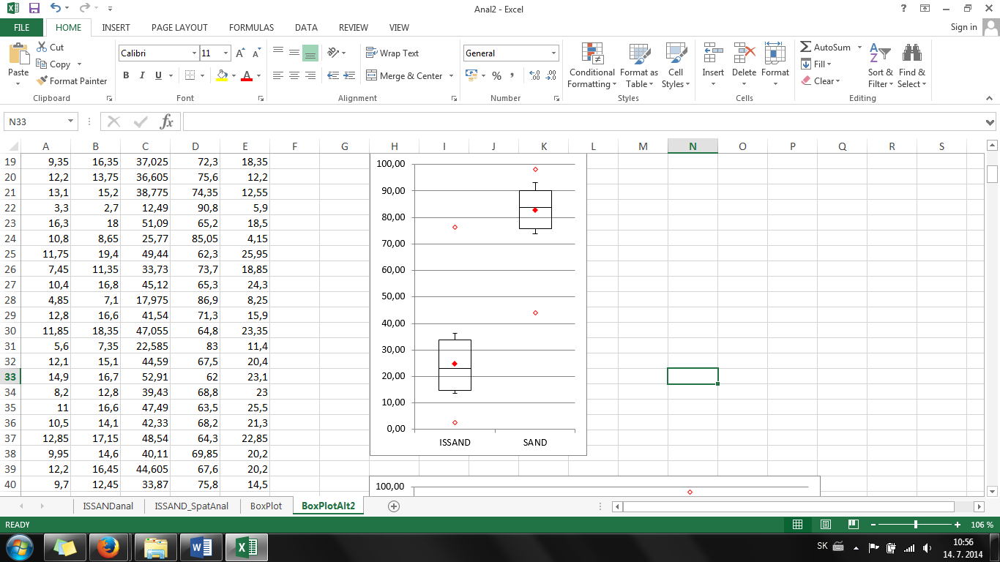 Anal2 - Excel
FILE HOME INSERT PAGE LAYOUT FORMULAS DATA REVIEW VIEW Sign in
Paste
Cut
Copy
Format Painter
Clipboard
Calibri 11
B I U
Font
Wrap Text
Merge & Center
Alignment
General
% ,
Number
Conditional Formatting
Format as Table
Cell Styles
Styles
Insert Delete Format
Cells
AutoSum
Fill
Clear
Sort & Filter
Find & Select
Editing
N33 fx
A B C D E F G H I J K L M N O P Q R S
19 9,35 16,35 37,025 72,3 18,35
20 12,2 13,75 36,605 75,6 12,2
21 13,1 15,2 38,775 74,35 12,55
22 3,3 2,7 12,49 90,8 5,9
23 16,3 18 51,09 65,2 18,5
24 10,8 8,65 25,77 85,05 4,15
25 11,75 19,4 49,44 62,3 25,95
26 7,45 11,35 33,73 73,7 18,85
27 10,4 16,8 45,12 65,3 24,3
28 4,85 7,1 17,975 86,9 8,25
29 12,8 16,6 41,54 71,3 15,9
30 11,85 18,35 47,055 64,8 23,35
31 5,6 7,35 22,585 83 11,4
32 12,1 15,1 44,59 67,5 20,4
33 14,9 16,7 52,91 62 23,1
34 8,2 12,8 39,43 68,8 23
35 11 16,6 47,49 63,5 25,5
36 10,5 14,1 42,33 68,2 21,3
37 12,85 17,15 48,54 64,3 22,85
38 9,95 14,6 40,11 69,85 20,2
39 12,2 16,45 44,605 67,6 20,2
40 9,7 12,45 33,87 75,8 14,5
100,00
90,00
80,00
70,00
60,00
50,00
40,00
30,00
20,00
10,00
0,00
ISSAND SAND
100,00
ISSANDanal ISSAND_SpatAnal BoxPlot BoxPlotAlt2
READY 106 %
SK 10:56
14. 7. 2014